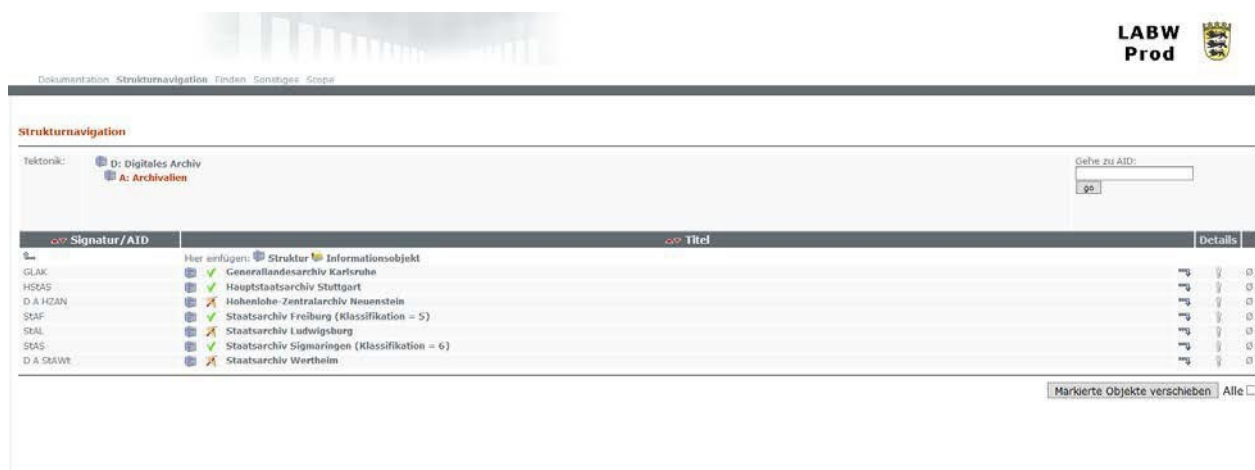 LABW
Prod
Dokumentation Strukturnavigation Finden Sonstiges Scope
Strukturnavigation
Tektonik: D: Digitales Archiv
A: Archivalien
Gehe zu AID:
go
Signatur/AID Titel Details
Hier einfügen: Struktur Informationsobjekt
GLAK Generallandesarchiv Karlsruhe
HStAS Hauptstaatsarchiv Stuttgart
D A HZAN Hohenlohe-Zentralarchiv Neuenstein
StAF Staatsarchiv Freiburg (Klassifikation = 5)
StAL Staatsarchiv Ludwigsburg
StAS Staatsarchiv Sigmaringen (Klassifikation = 6)
D A StAWt Staatsarchiv Wertheim
Markierte Objekte verschieben Alle